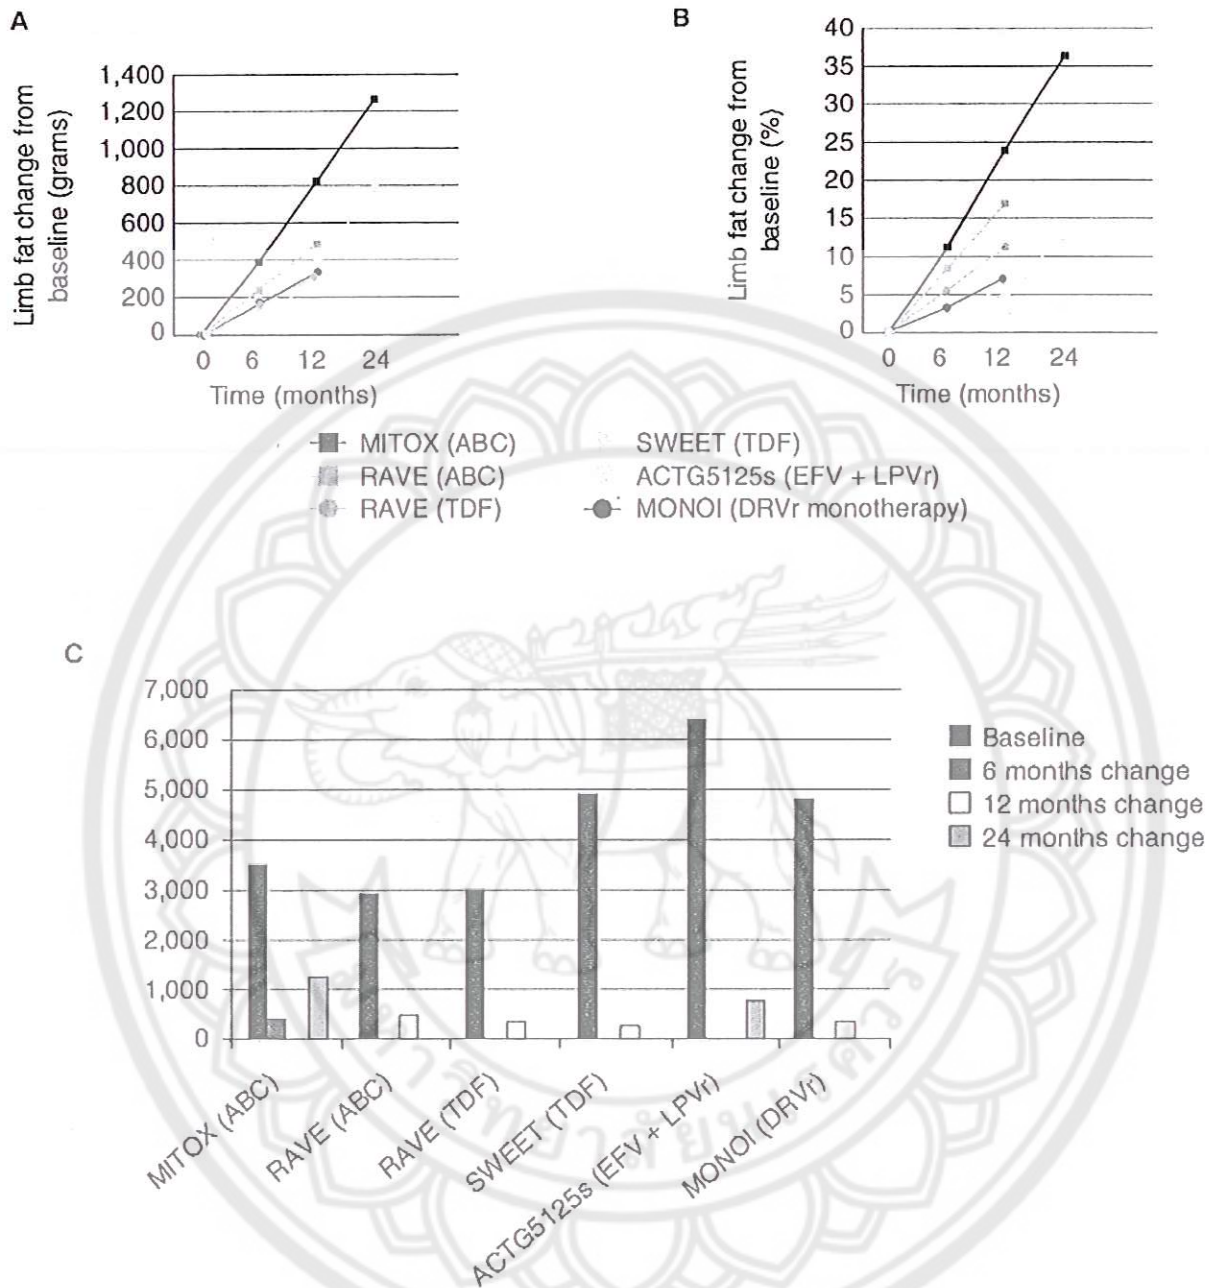 A
Limb fat change from
baseline (grams)
1,400
1,200
1,000
800
600
400
200
0
0 6 12 24
Time (months)
B
Limb fat change from
baseline (%)
40
35
30
25
20
15
10
5
0
0 6 12 24
Time (months)
MITOX (ABC)
RAVE (ABC)
RAVE (TDF)
SWEET (TDF)
ACTG5125s (EFV + LPVr)
MONOI (DRVr monotherapy)
C
7,000
6,000
5,000
4,000
3,000
2,000
1,000
0
MITOX (ABC)
RAVE (ABC)
RAVE (TDF)
SWEET (TDF)
ACTG5125s (EFV + LPVr)
MONOI (DRVr)
Baseline
6 months change
12 months change
24 months change